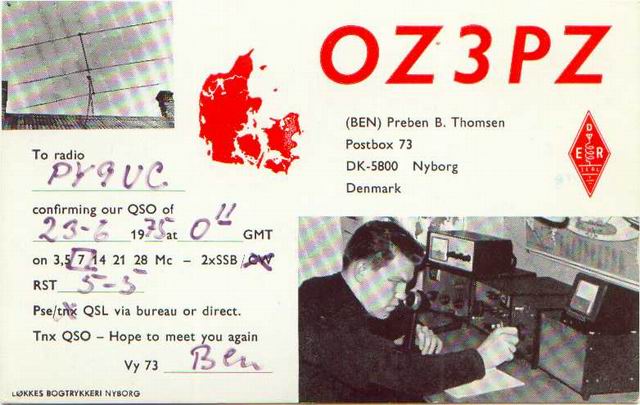 OZ3PZ
(BEN) Preben B. Thomsen
Postbox 73
DK-5800 Nyborg
Denmark
E D R
To radio
PY9UC
confirming our QSO of
23-6 1975 at 0" GMT
on 3,5 7 14 21 28 Mc - 2xSSB/CW
RST 5-5
Pse/tnx QSL via bureau or direct.
Tnx QSO - Hope to meet you again
Vy 73 Ben
LØKKES BOGTRYKKERI NYBORG